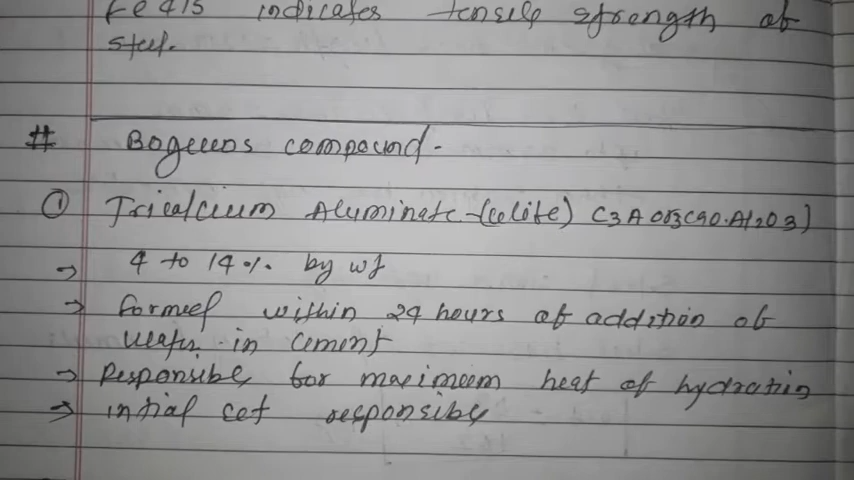 Fe 415 indicates tensile strength of
steel.
# Bogeues compound-
① Tricalcium Aluminate-(celite) C3A or 3CaO.Al2O3)
→ 4 to 14% by wt
→ formed within 24 hours of addition of
water in cement
→ Responsible for maximum heat of hydration
→ intial set responsible